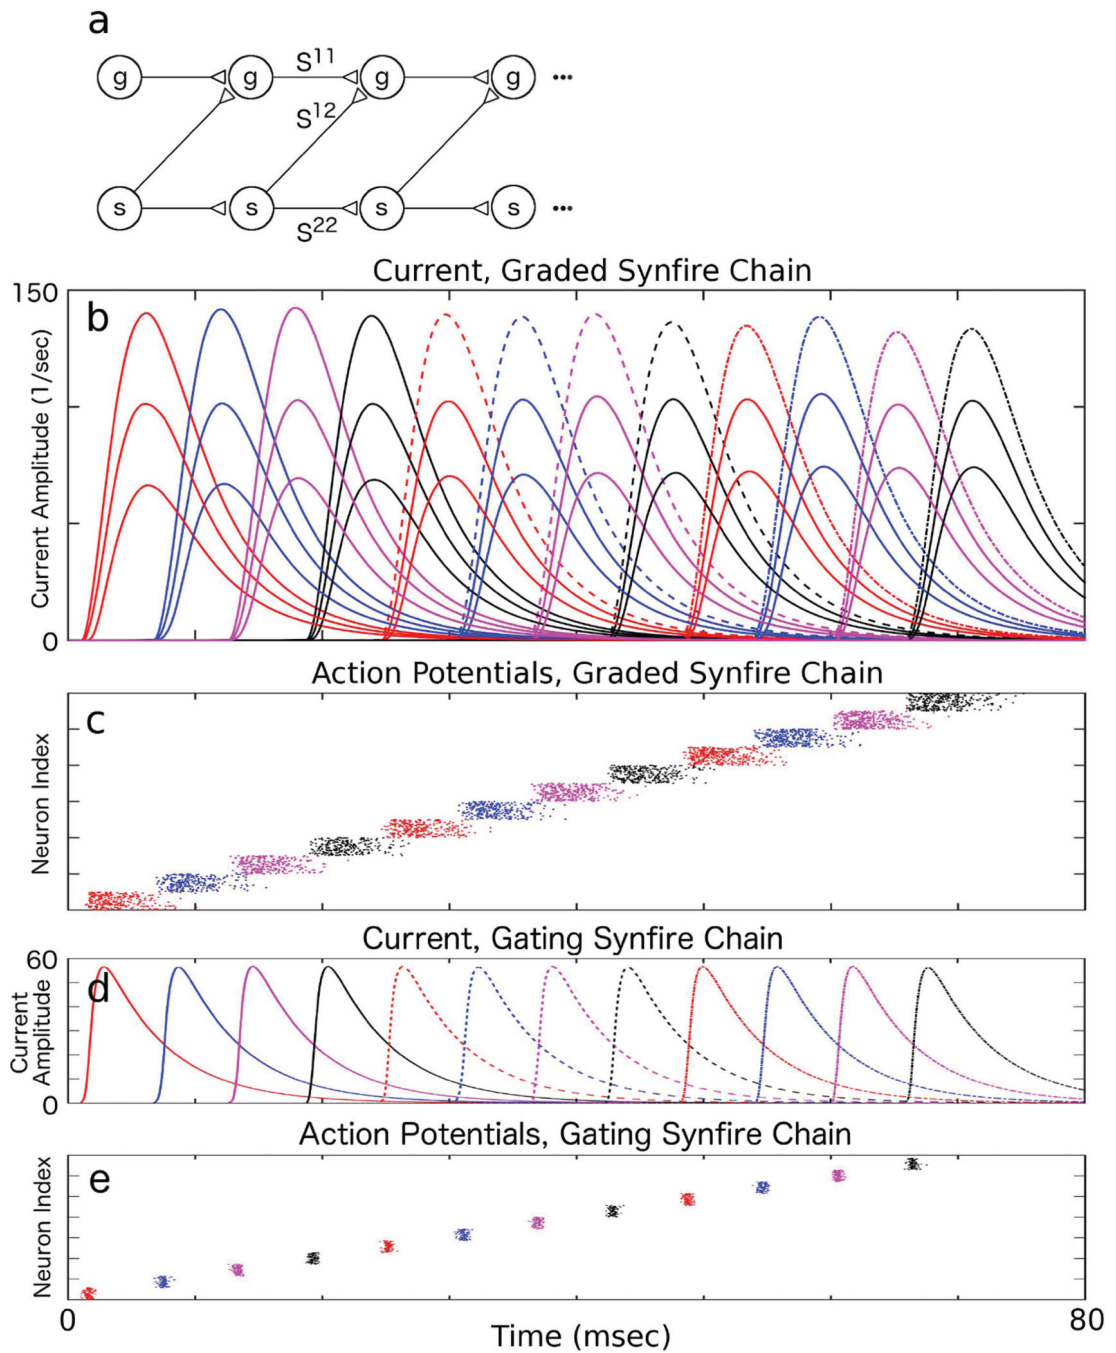 a
g g g g ...
S11
S12
s s s s ...
S22
Current, Graded Synfire Chain
150
b
Current Amplitude (1/sec)
0
Action Potentials, Graded Synfire Chain
c
Neuron Index
Current, Gating Synfire Chain
60
d
Current
Amplitude
0
Action Potentials, Gating Synfire Chain
e
Neuron Index
0 80
Time (msec)